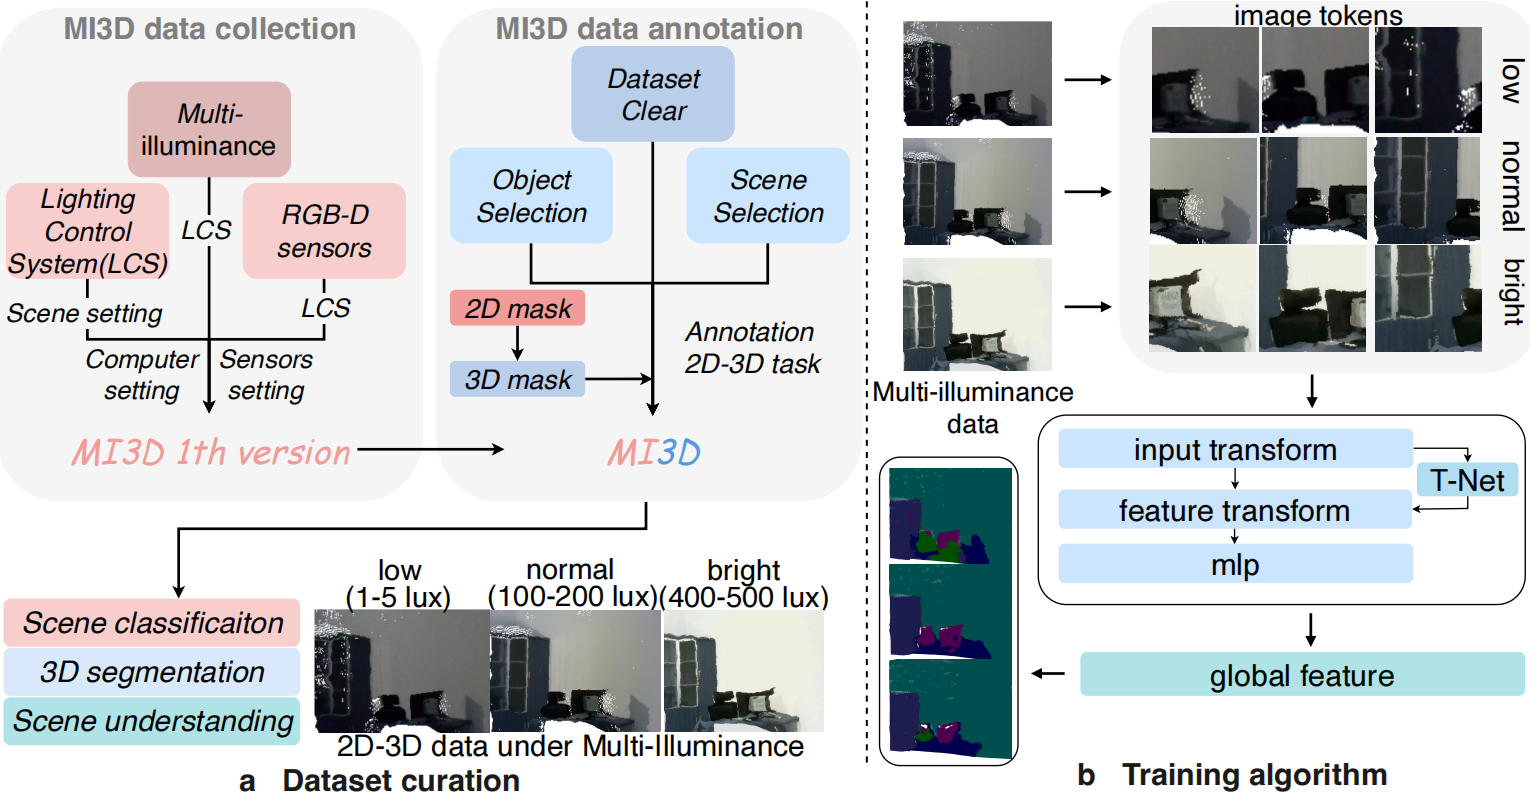 MI3D data collection
Multi-
illuminance
Lighting
Control
System(LCS)
LCS
RGB-D
sensors
Scene setting
LCS
Computer
setting
Sensors
setting
MI3D 1th version
MI3D data annotation
Dataset
Clear
Object
Selection
Scene
Selection
2D mask
3D mask
Annotation
2D-3D task
MI3D
Scene classificaiton
3D segmentation
Scene understanding
low
(1-5 lux)
normal
(100-200 lux)
bright
(400-500 lux)
2D-3D data under Multi-Illuminance
a Dataset curation
image tokens
low
normal
bright
Multi-illuminance
data
input transform
T-Net
feature transform
mlp
global feature
b Training algorithm